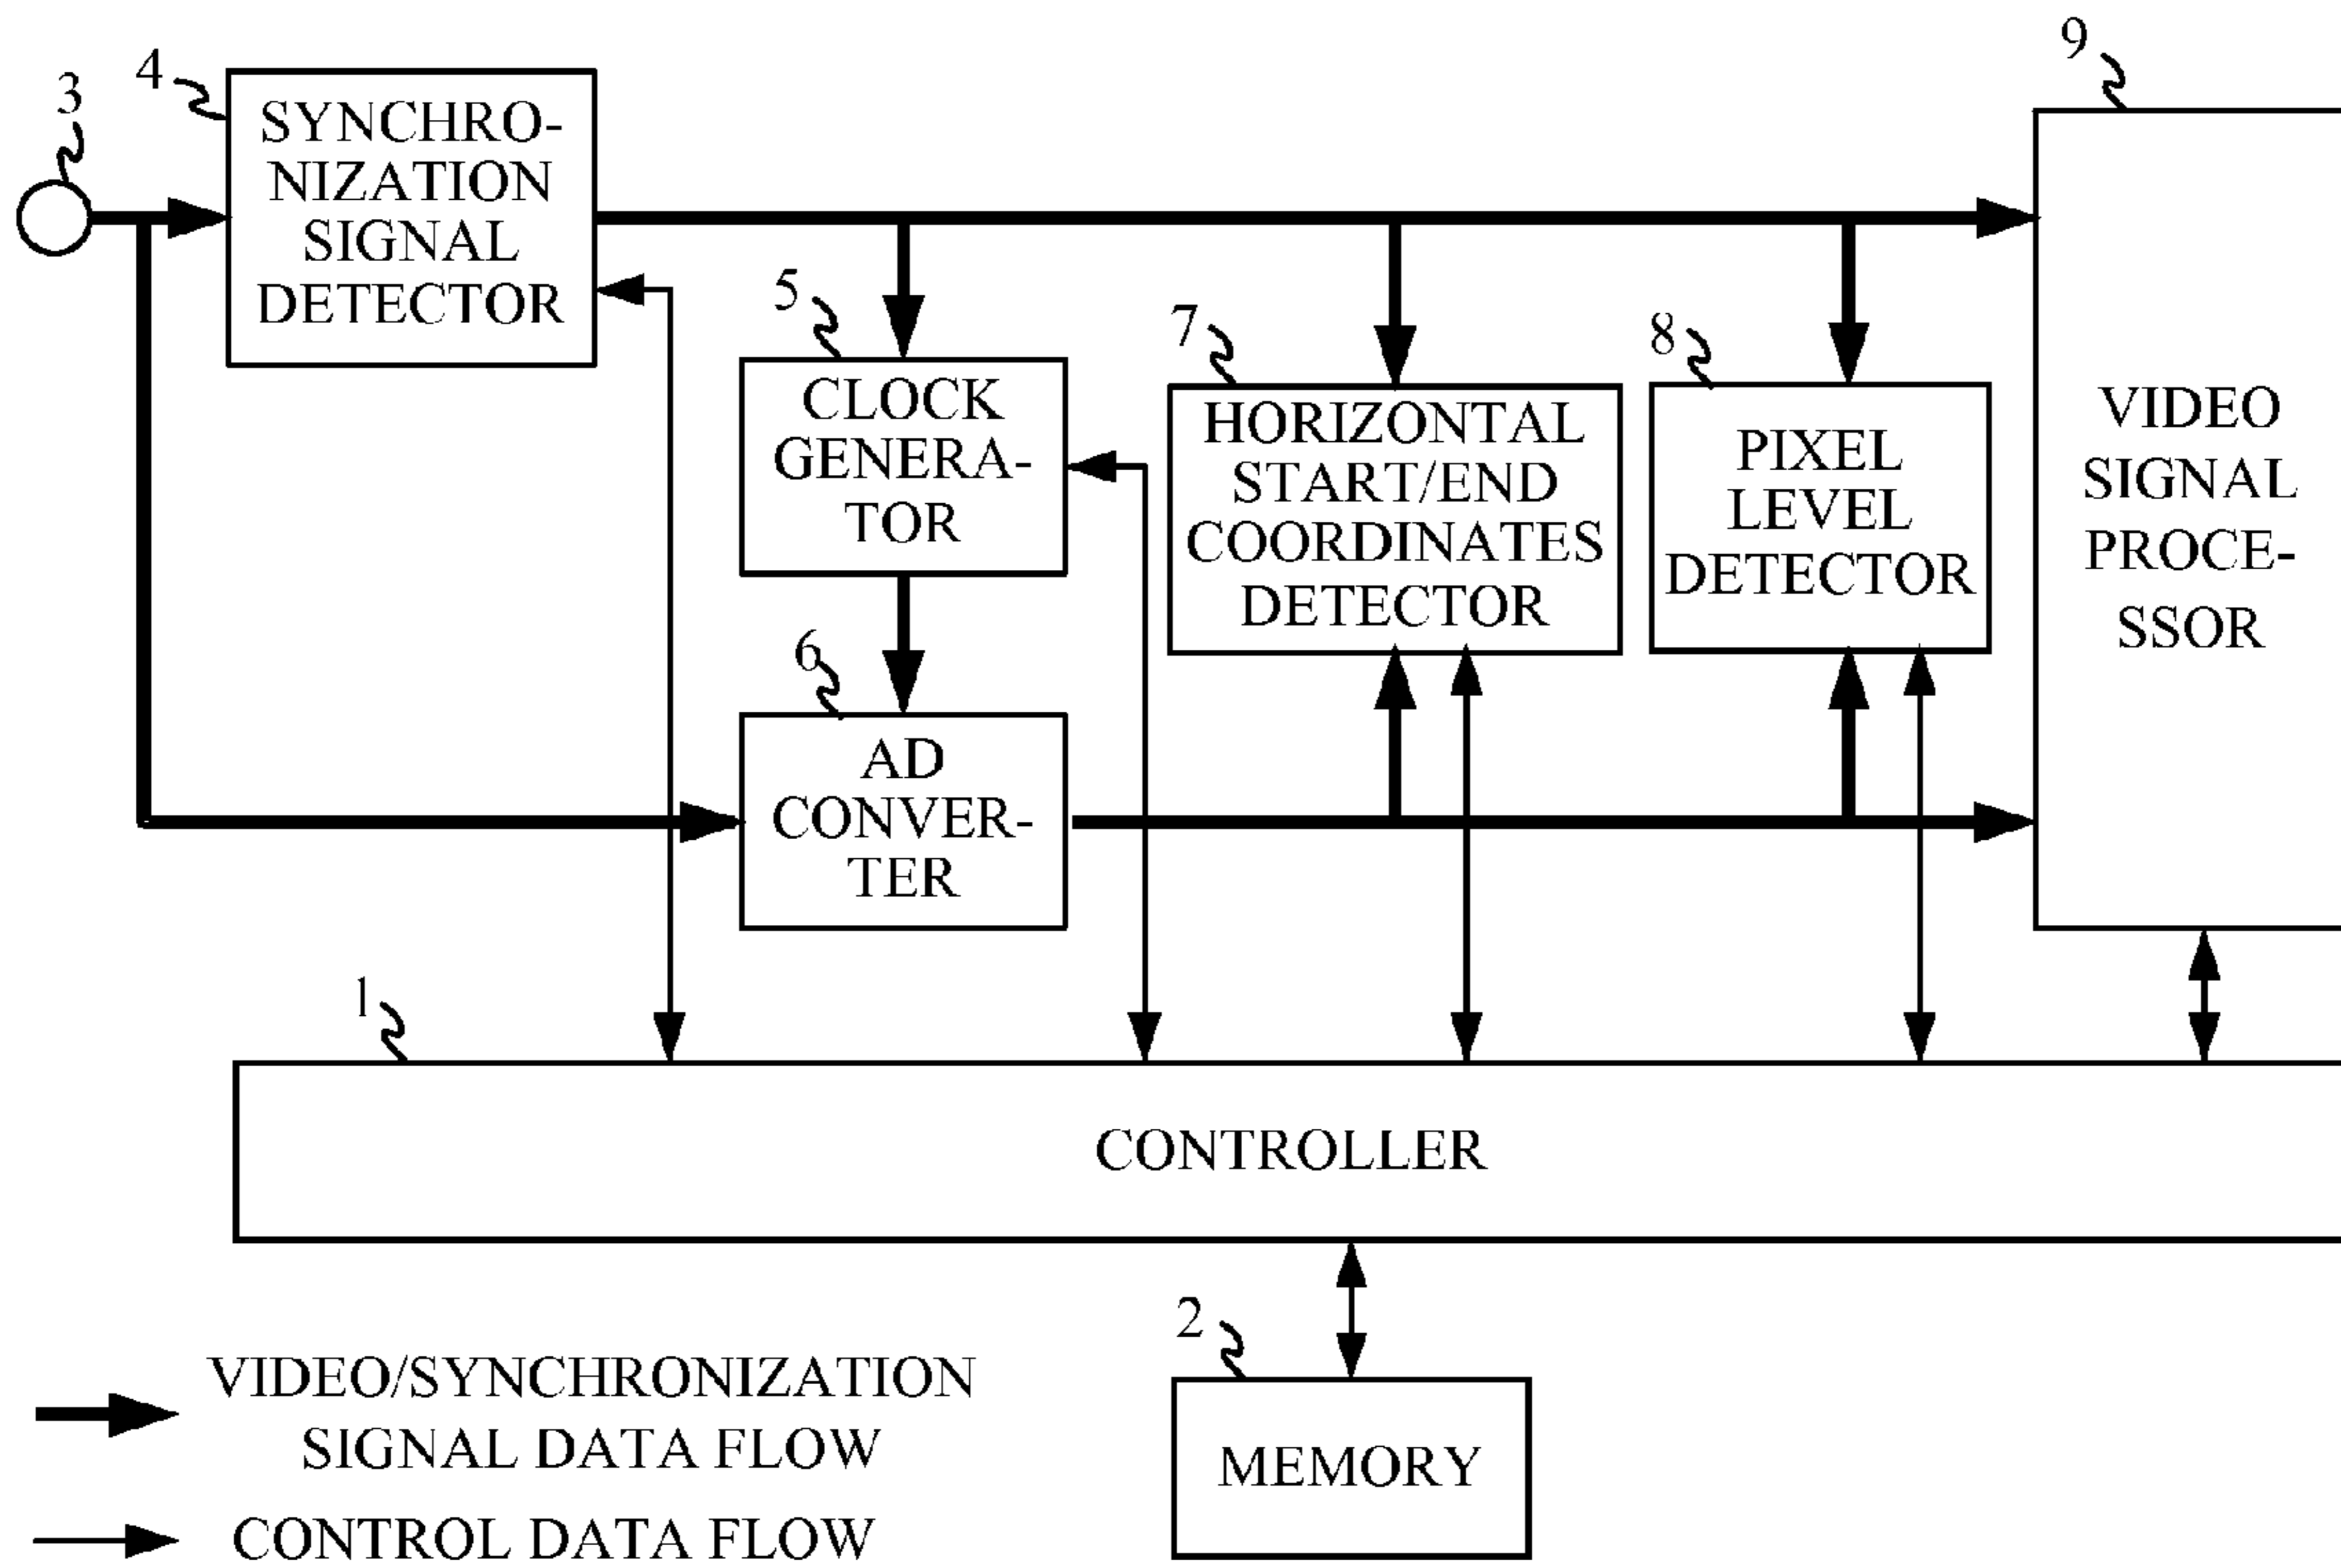 3
4
SYNCHRO-
NIZATION
SIGNAL
DETECTOR
5
CLOCK
GENERA-
TOR
6
AD
CONVER-
TER
7
HORIZONTAL
START/END
COORDINATES
DETECTOR
8
PIXEL
LEVEL
DETECTOR
9
VIDEO
SIGNAL
PROCE-
SSOR
1
CONTROLLER
2
MEMORY
VIDEO/SYNCHRONIZATION
SIGNAL DATA FLOW
CONTROL DATA FLOW